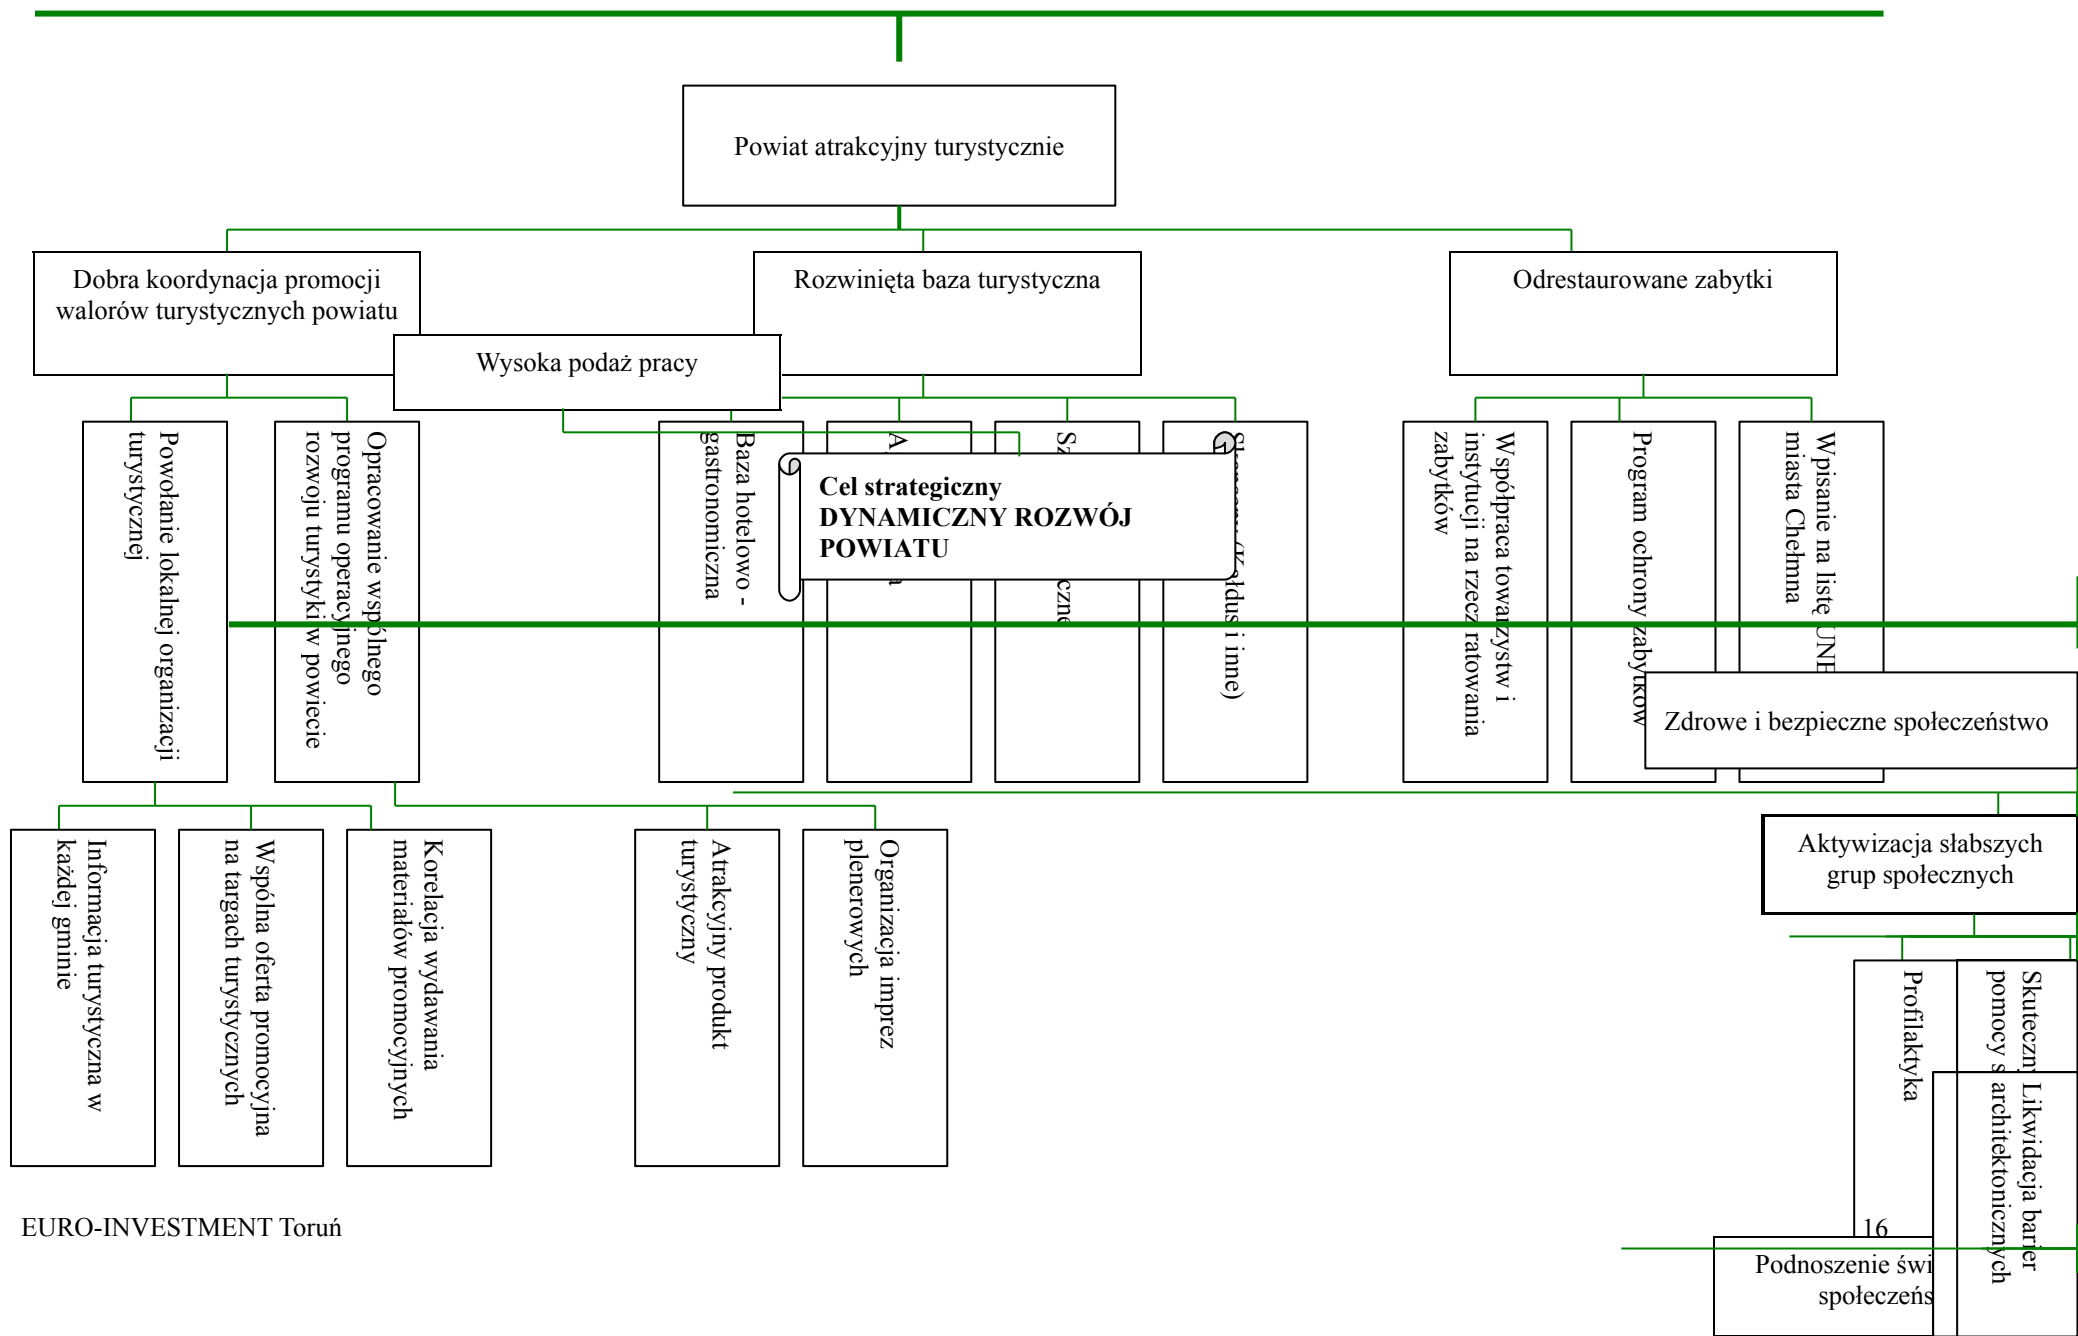 Powiat atrakcyjny turystycznie
Dobra koordynacja promocji
walorów turystycznych powiatu
Rozwinięta baza turystyczna
Odrestaurowane zabytki
Wysoka podaż pracy
Powołanie lokalnej organizacji
turystycznej
Opracowanie wspólnego
programu operacyjnego
rozwoju turystyki w powiecie
Baza hotelowo -
gastronomiczna
i inne)
Cel strategiczny
DYNAMICZNY ROZWÓJ
POWIATU
Współpraca towarzystw i
instytucji na rzecz ratowania
zabytków
Program ochrony zabytków
Wpisanie na listę
miasta Chełmna
Zdrowe i bezpieczne społeczeństwo
Informacja turystyczna w
każdej gminie
Wspólna oferta promocyjna
na targach turystycznych
Korelacja wydawania
materiałów promocyjnych
Atrakcyjny produkt
turystyczny
Organizacja imprez
plenerowych
Aktywizacja słabszych
grup społecznych
Profilaktyka
pomocy
Likwidacja barier
architektonicznych
Podnoszenie
EURO-INVESTMENT Toruń
16